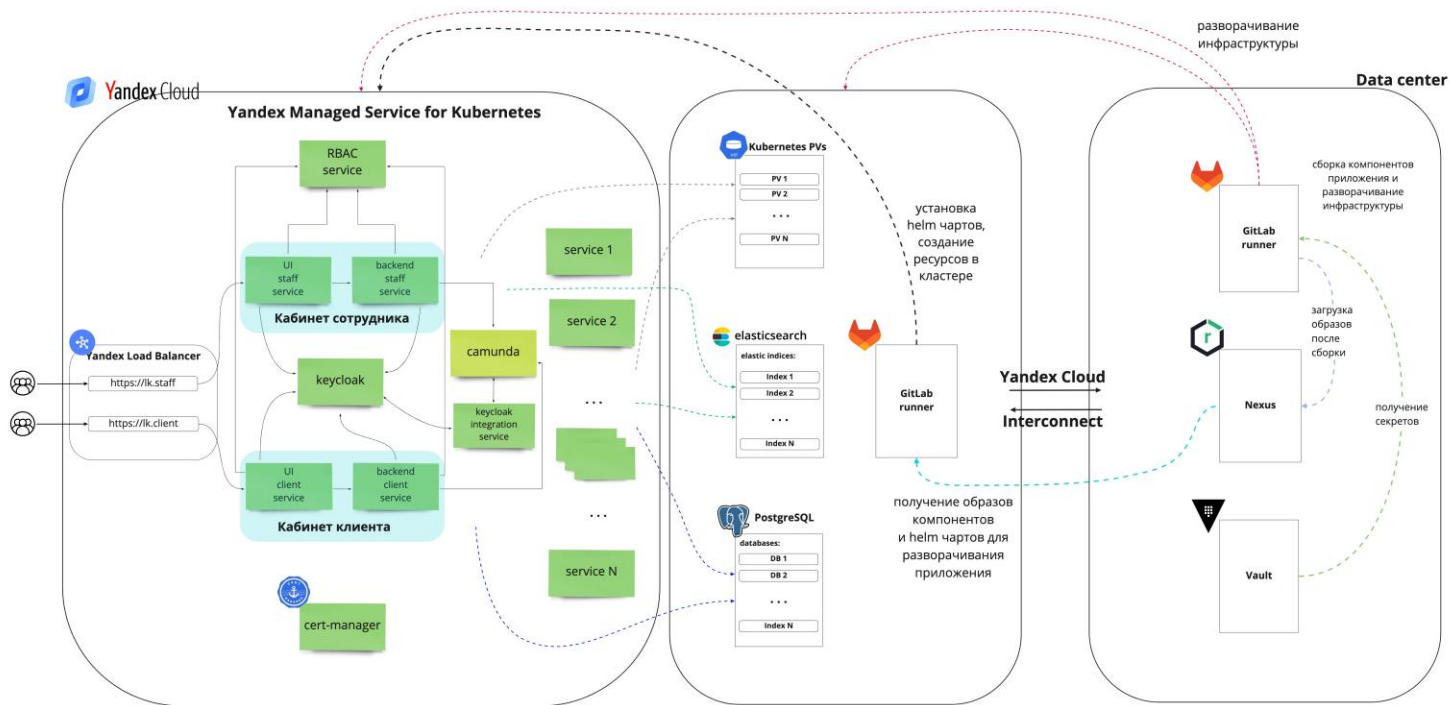 разворачивание
инфраструктуры
Yandex Cloud
Data center
Yandex Managed Service for Kubernetes
RBAC
service
UI
staff
service
backend
staff
service
Кабинет сотрудника
Yandex Load Balancer
https://lk.staff
https://lk.client
keycloak
camunda
keycloak
integration
service
UI
client
service
backend
client
service
Кабинет клиента
cert-manager
service 1
service 2
...
...
service N
Kubernetes PVs
PV 1
PV 2
...
PV N
elasticsearch
elastic indices:
Index 1
Index 2
...
Index N
PostgreSQL
databases:
DB 1
DB 2
...
Index N
установка
helm чартов,
создание
ресурсов в
кластере
GitLab
runner
получение образов
компонентов
и helm чартов для
разворачивания
приложения
Yandex Cloud
Interconnect
сборка компонентов
приложения и
разворачивание
инфраструктуры
GitLab
runner
загрузка
образов
после
сборки
r
Nexus
получение
секретов
Vault